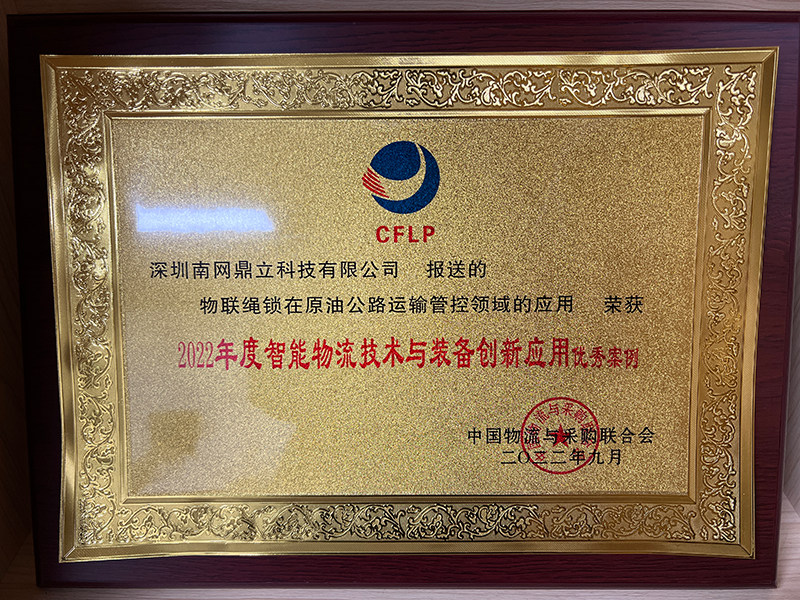 CFLP
深圳南网鼎立科技有限公司 报送的
物联绳锁在原油公路运输管控领域的应用 荣获
2022年度智能物流技术与装备创新应用优秀案例
中国物流与采购联合会
二〇二二年九月